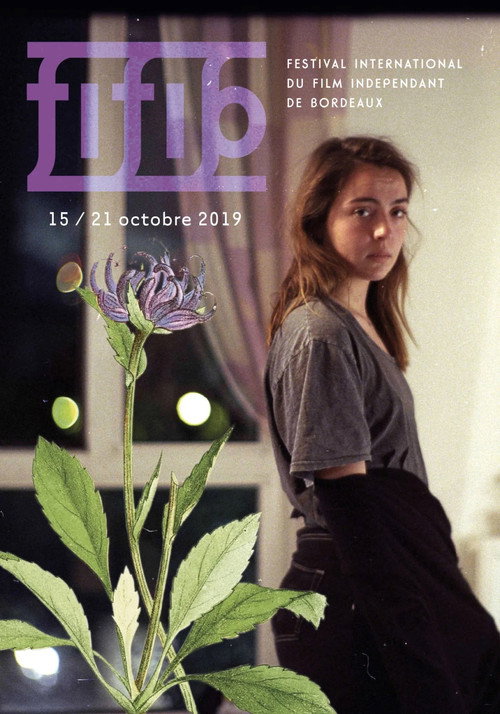 fifib
FESTIVAL INTERNATIONAL
DU FILM INDEPENDANT
DE BORDEAUX
15 / 21 octobre 2019